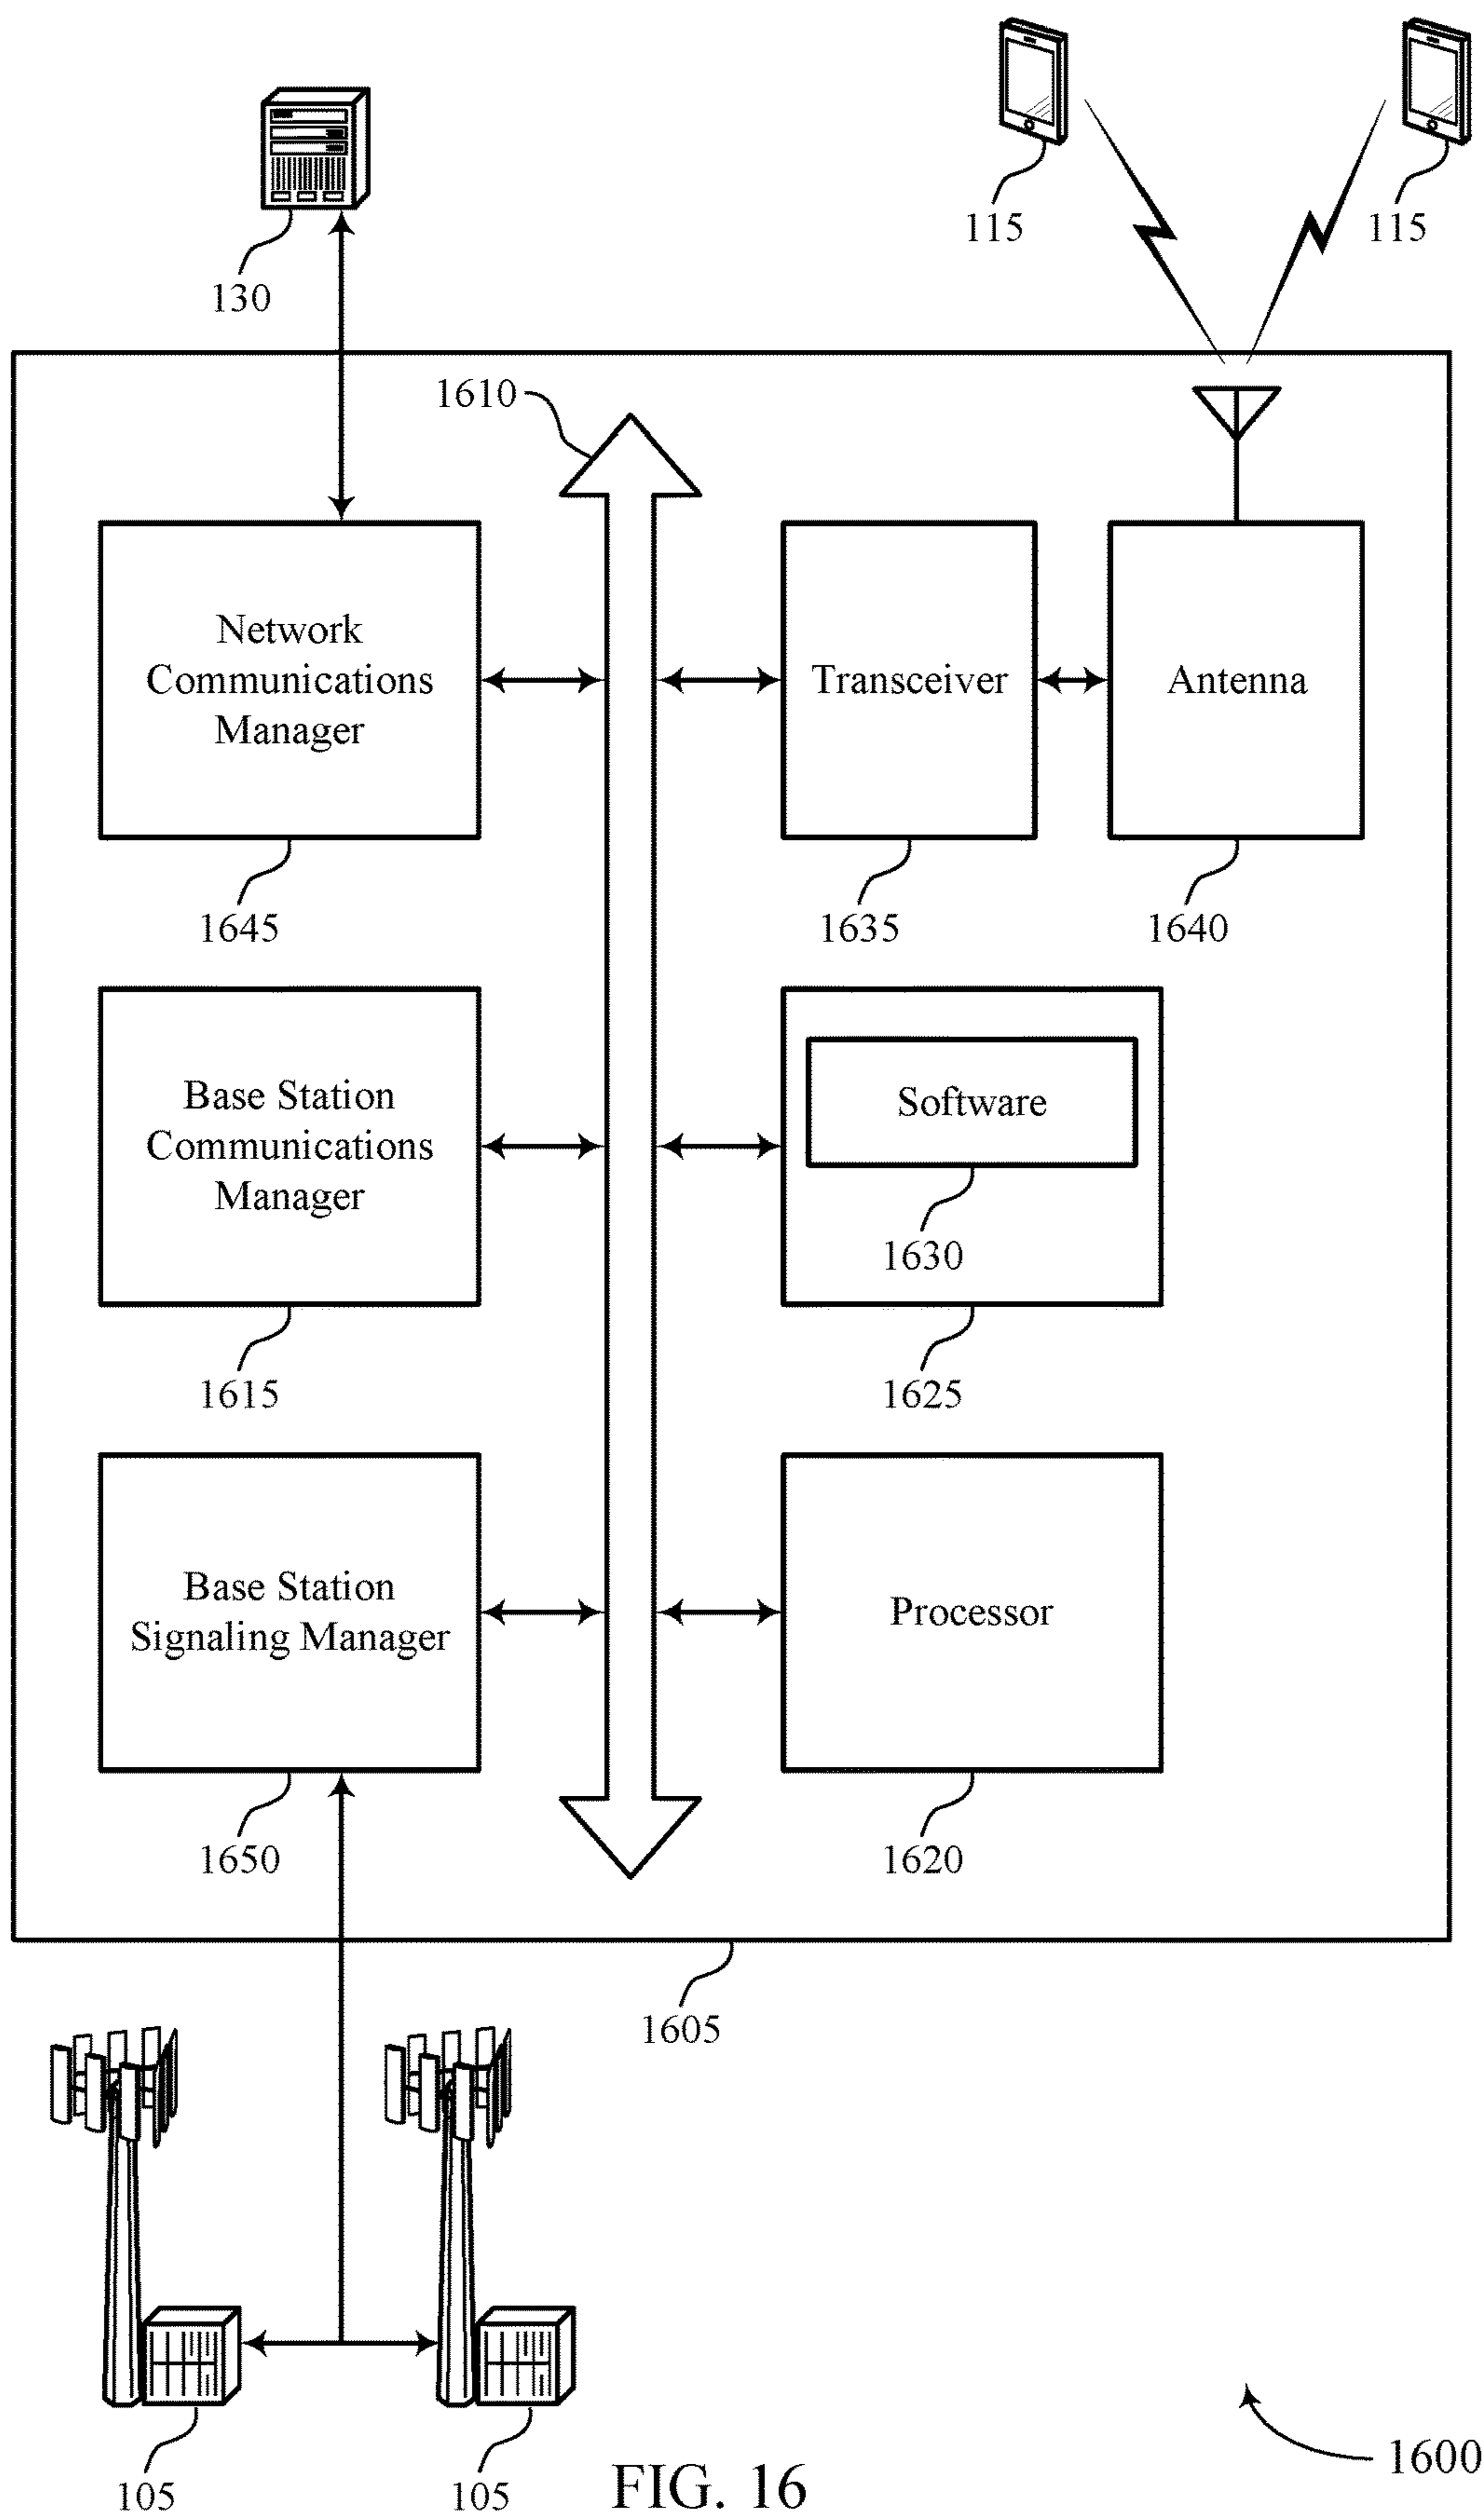 115
115
130
1610
Network
Communications
Manager
Transceiver
Antenna
1645
1635
1640
Base Station
Communications
Manager
Software
1630
1615
1625
Base Station
Signaling Manager
Processor
1650
1620
1605
105
105
FIG. 16
1600